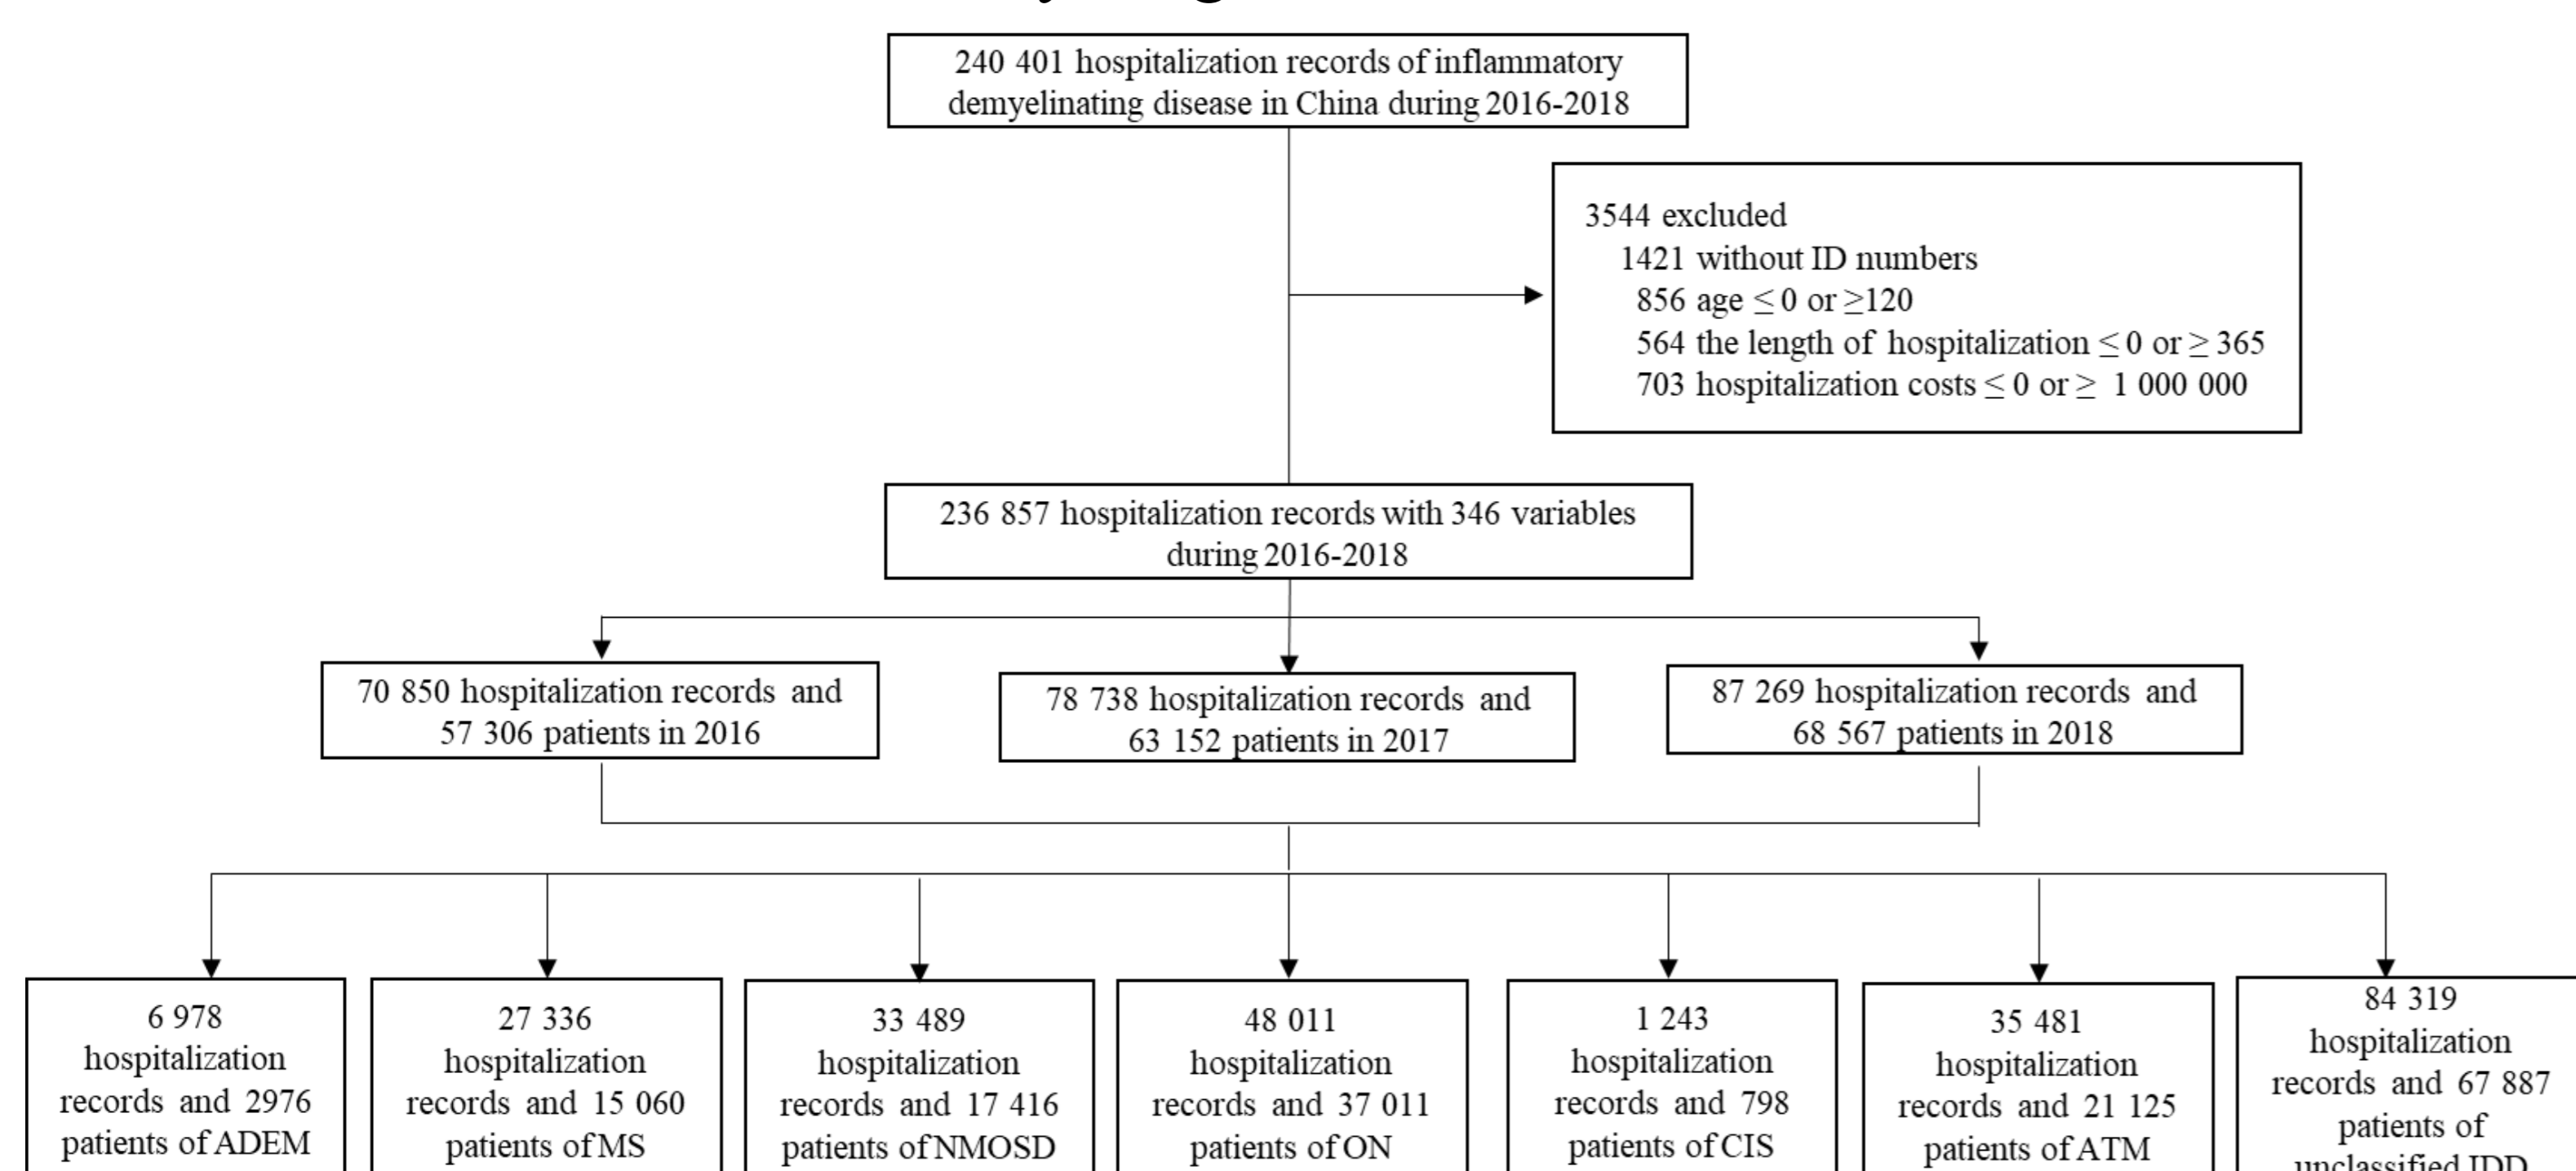 240 401 hospitalization records of inflammatory
demyelinating disease in China during 2016-2018
3544 excluded
1421 without ID numbers
856 age ≤ 0 or ≥120
564 the length of hospitalization ≤ 0 or ≥ 365
703 hospitalization costs ≤ 0 or ≥ 1 000 000
236 857 hospitalization records with 346 variables
during 2016-2018
70 850 hospitalization records and
57 306 patients in 2016
78 738 hospitalization records and
63 152 patients in 2017
87 269 hospitalization records and
68 567 patients in 2018
6 978
hospitalization
records and 2976
patients of ADEM
27 336
hospitalization
records and 15 060
patients of MS
33 489
hospitalization
records and 17 416
patients of NMOSD
48 011
hospitalization
records and 37 011
patients of ON
1 243
hospitalization
records and 798
patients of CIS
35 481
hospitalization
records and 21 125
patients of ATM
84 319
hospitalization
records and 67 887
patients of
unclassified IDD